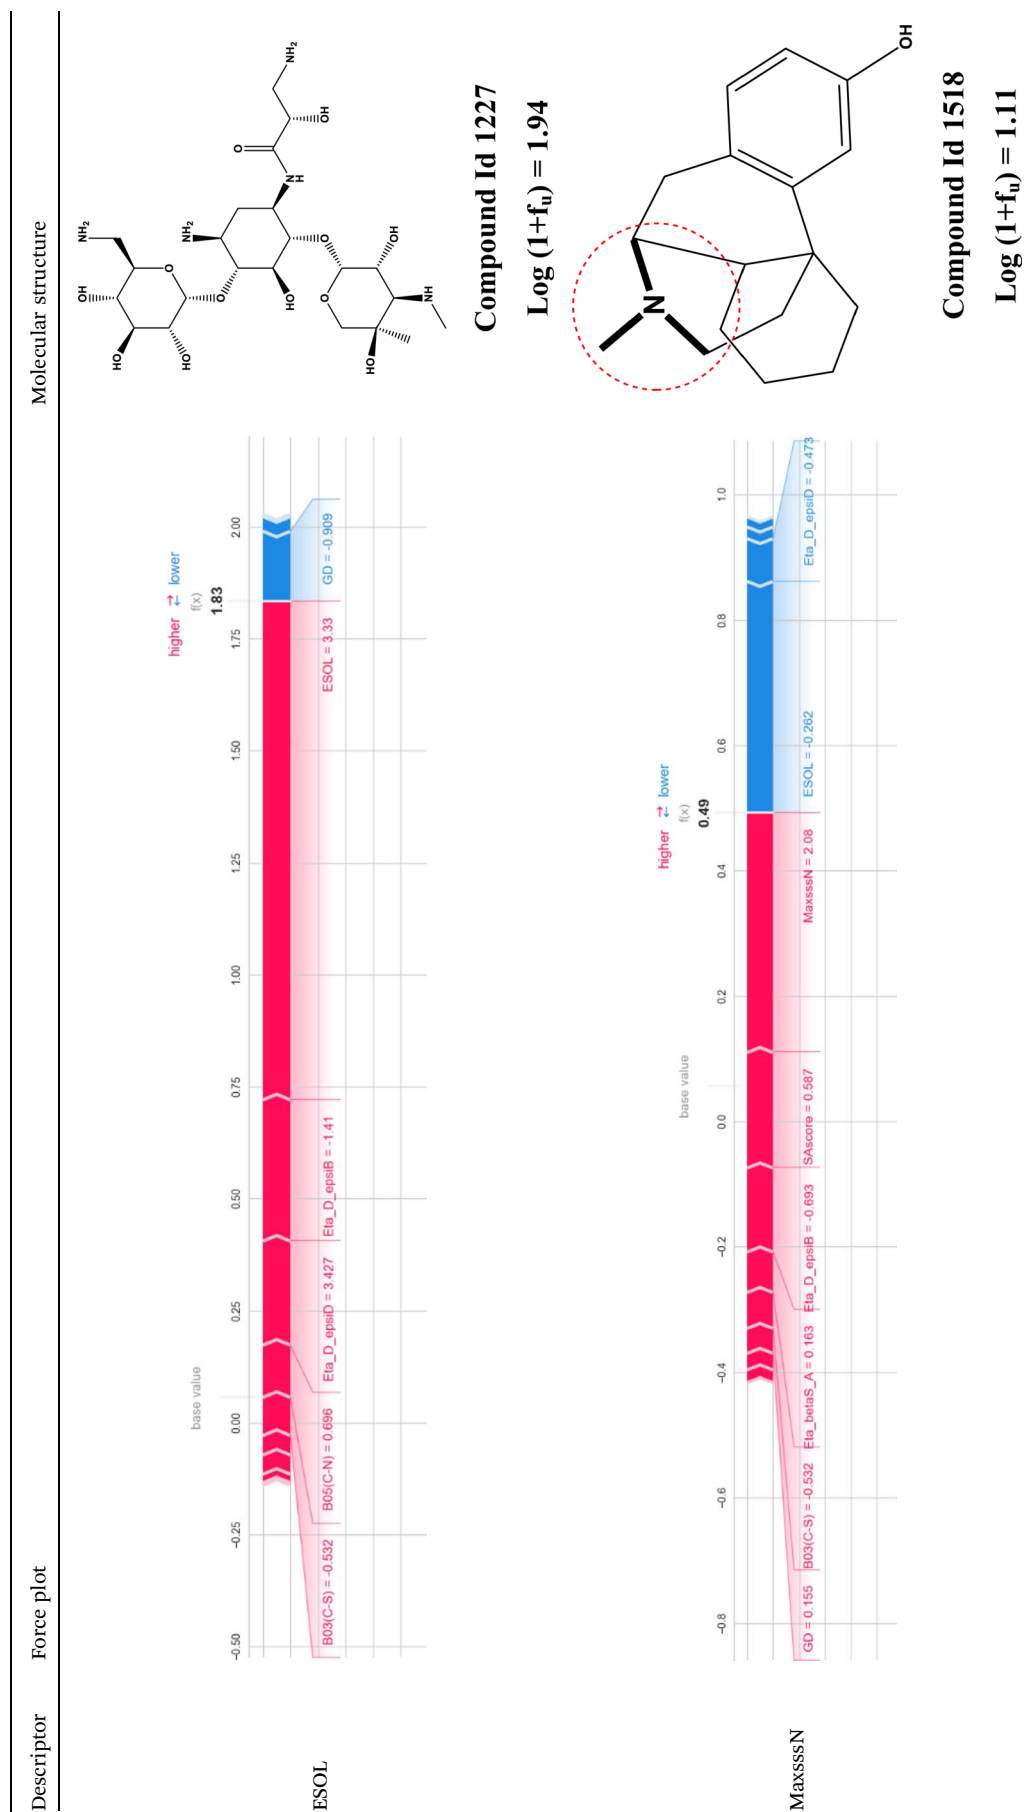 Descriptor Force plot Molecular structure
ESOL
base value
higher ⇄ lower
f(x)
1.83
−0.50 −0.25 0.00 0.25 0.50 0.75 1.00 1.25 1.50 1.75 2.00
B03(C-S) = -0.532 B05(C-N) = 0.696 Eta_D_epsiD = 3.427 Eta_D_epsiB = -1.41 ESOL = 3.33 GD = -0.909
NH₂
OH
HO
HO
O
O
NH₂
HO
O
NH₂
OH
O
N
H
O
O
OH
NH
HO
Compound Id 1227
Log (1+fᵤ) = 1.94
MaxsssN
base value
higher ⇄ lower
f(x)
0.49
−0.8 −0.6 −0.4 −0.2 0.0 0.2 0.4 0.6 0.8 1.0
GD = 0.155 B03(C-S) = -0.532 Eta_betaS_A = 0.163 Eta_D_epsiB = -0.693 SAscore = 0.587 MaxsssN = 2.08 ESOL = -0.262 Eta_D_epsiD = -0.473
N
OH
Compound Id 1518
Log (1+fᵤ) = 1.11